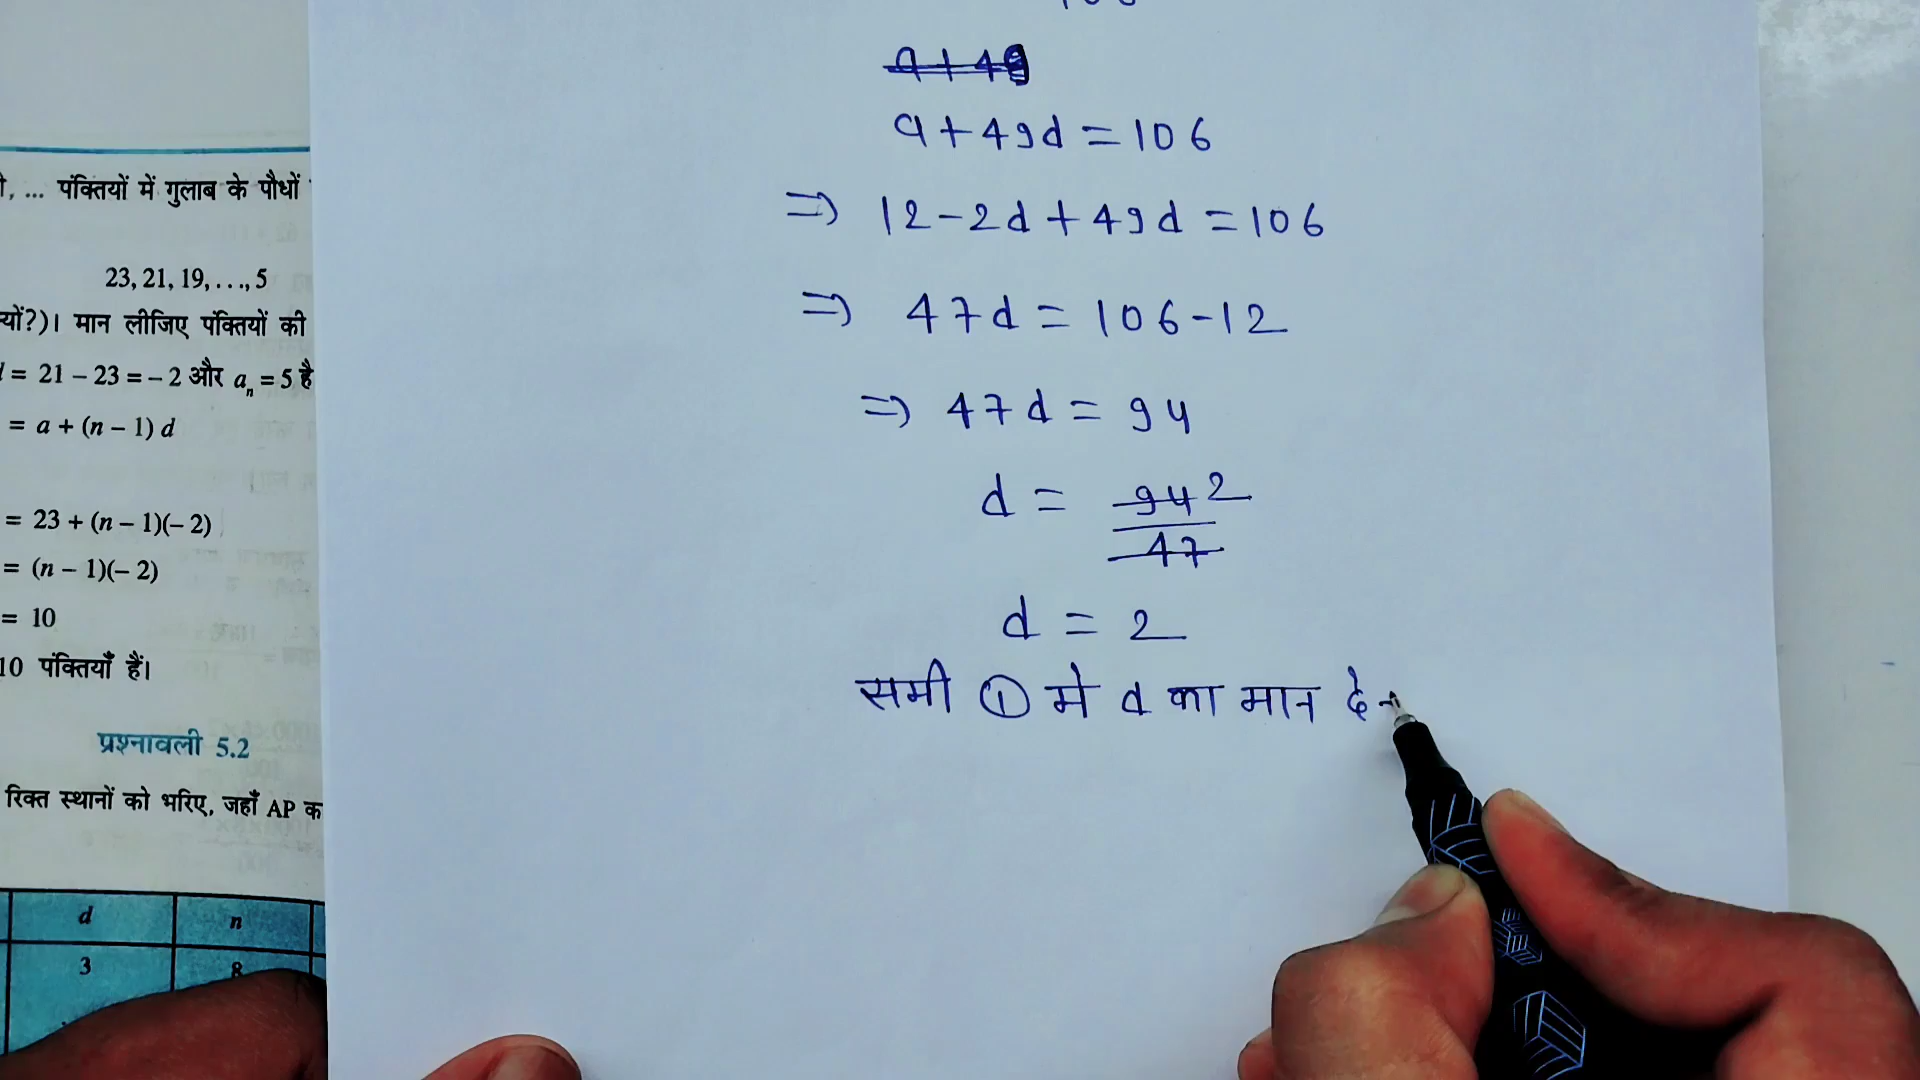 a + 49d = 106
⇒ 12 - 2d + 49d = 106
⇒ 47d = 106 - 12
⇒ 47d = 94
d = 94 2
47
d = 2
समी ① मे d का मान
... पंक्तियों में गुलाब के पौधों
23, 21, 19, . . ., 5
यों?)। मान लीजिए पंक्तियों की
= 21 – 23 = – 2 और aₙ = 5 है
= a + (n – 1) d
= 23 + (n – 1)(– 2)
= (n – 1)(– 2)
= 10
10 पंक्तियाँ हैं।
प्रश्नावली 5.2
रिक्त स्थानों को भरिए, जहाँ AP क
d n
3 8